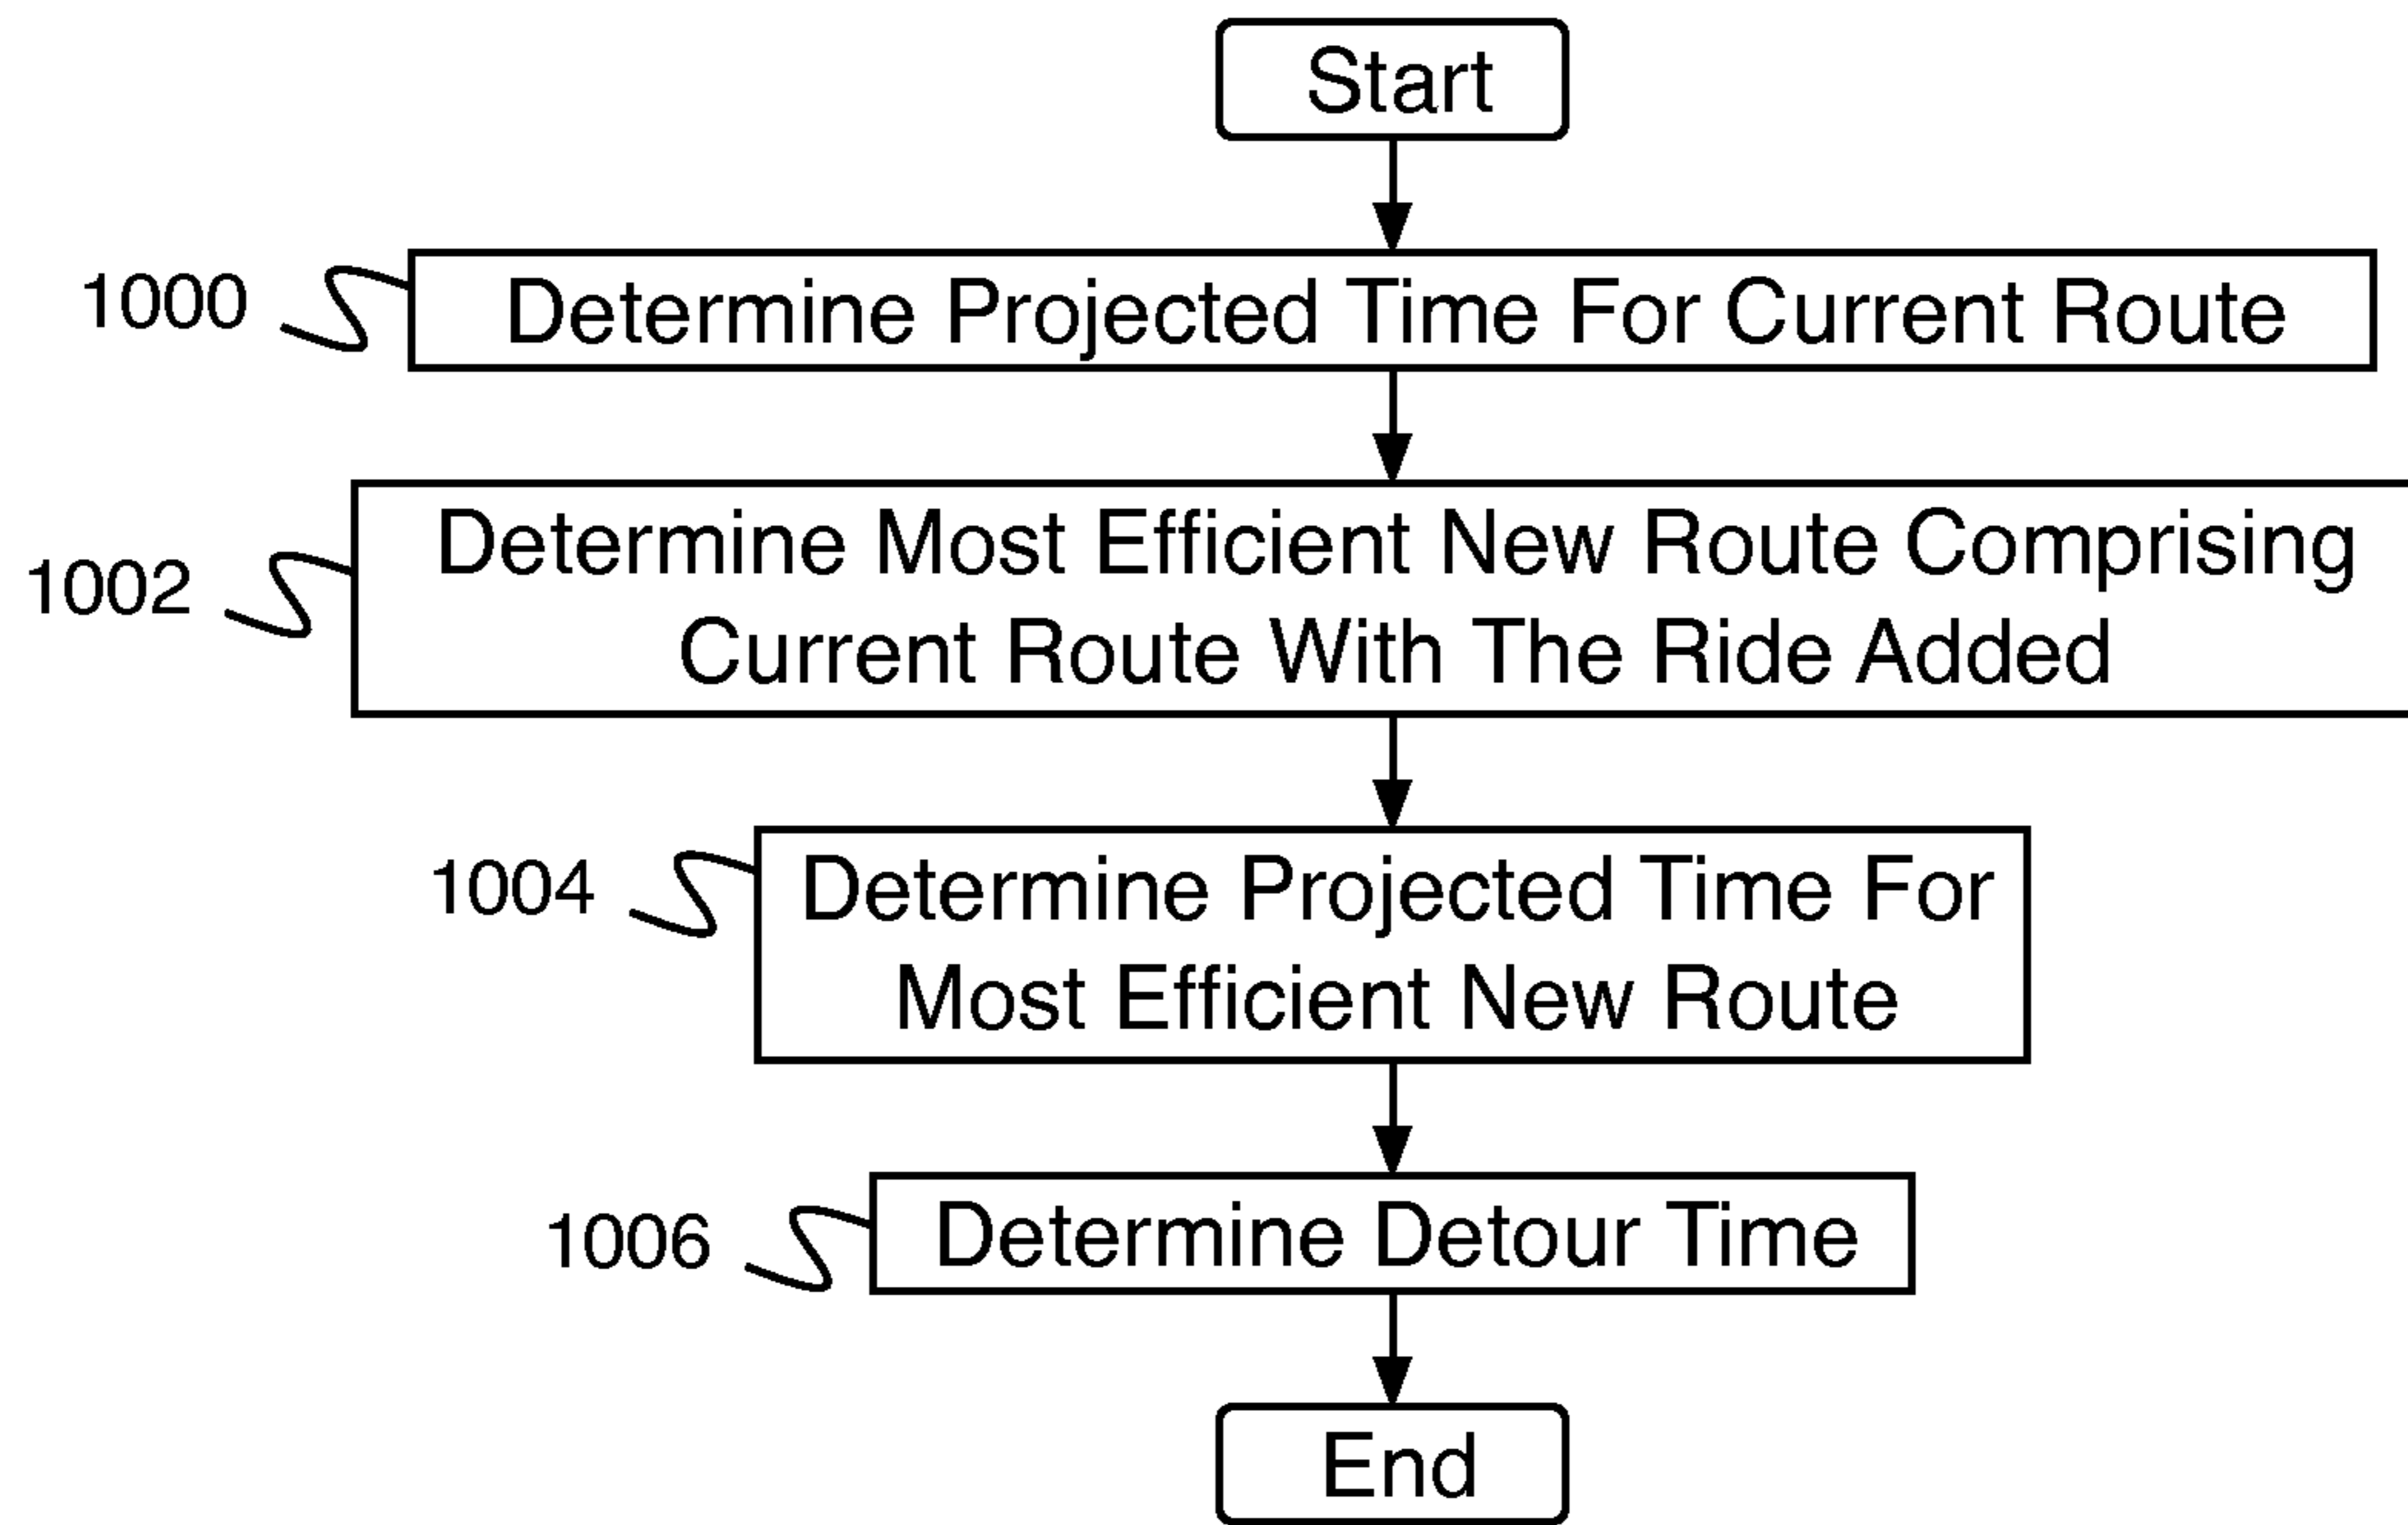 Start
1000
Determine Projected Time For Current Route
1002
Determine Most Efficient New Route Comprising
Current Route With The Ride Added
1004
Determine Projected Time For
Most Efficient New Route
1006
Determine Detour Time
End